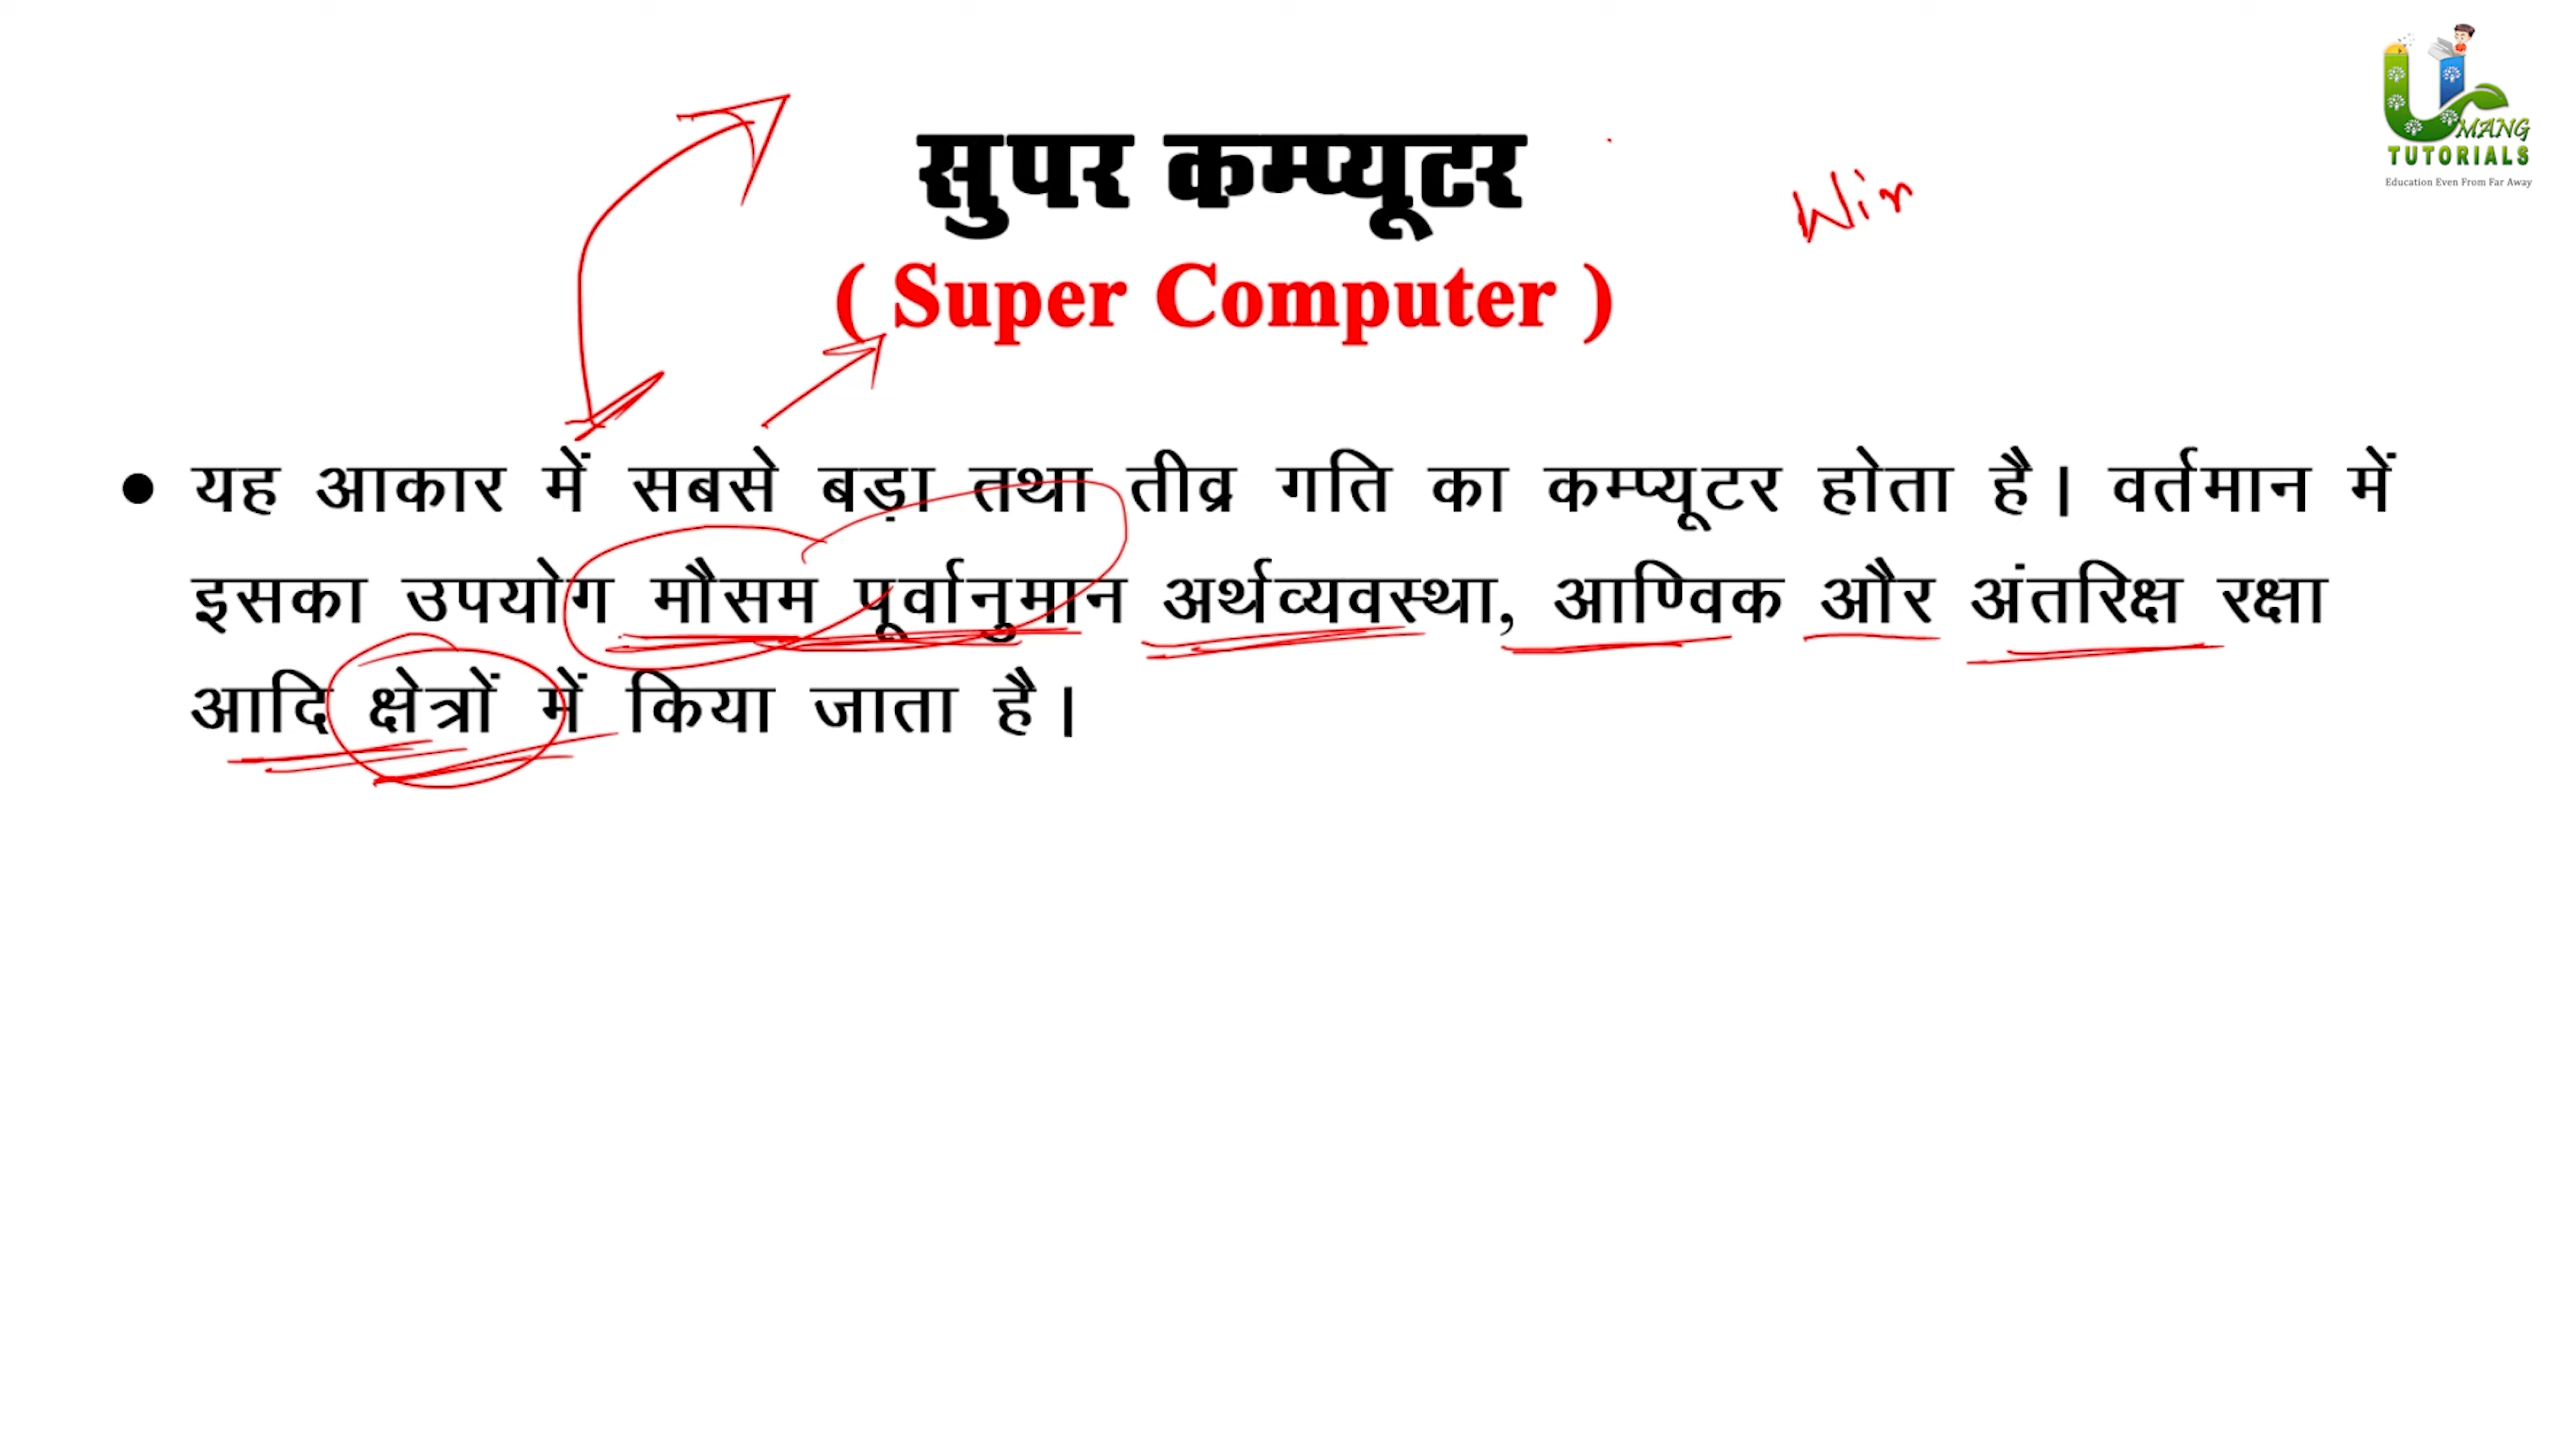 सुपर कम्प्यूटर
( Super Computer )
Win
UMANG
TUTORIALS
Education Even From Far Away
• यह आकार में सबसे बड़ा तथा तीव्र गति का कम्प्यूटर होता है। वर्तमान में
इसका उपयोग मौसम पूर्वानुमान अर्थव्यवस्था, आण्विक और अंतरिक्ष रक्षा
आदि क्षेत्रों में किया जाता है।